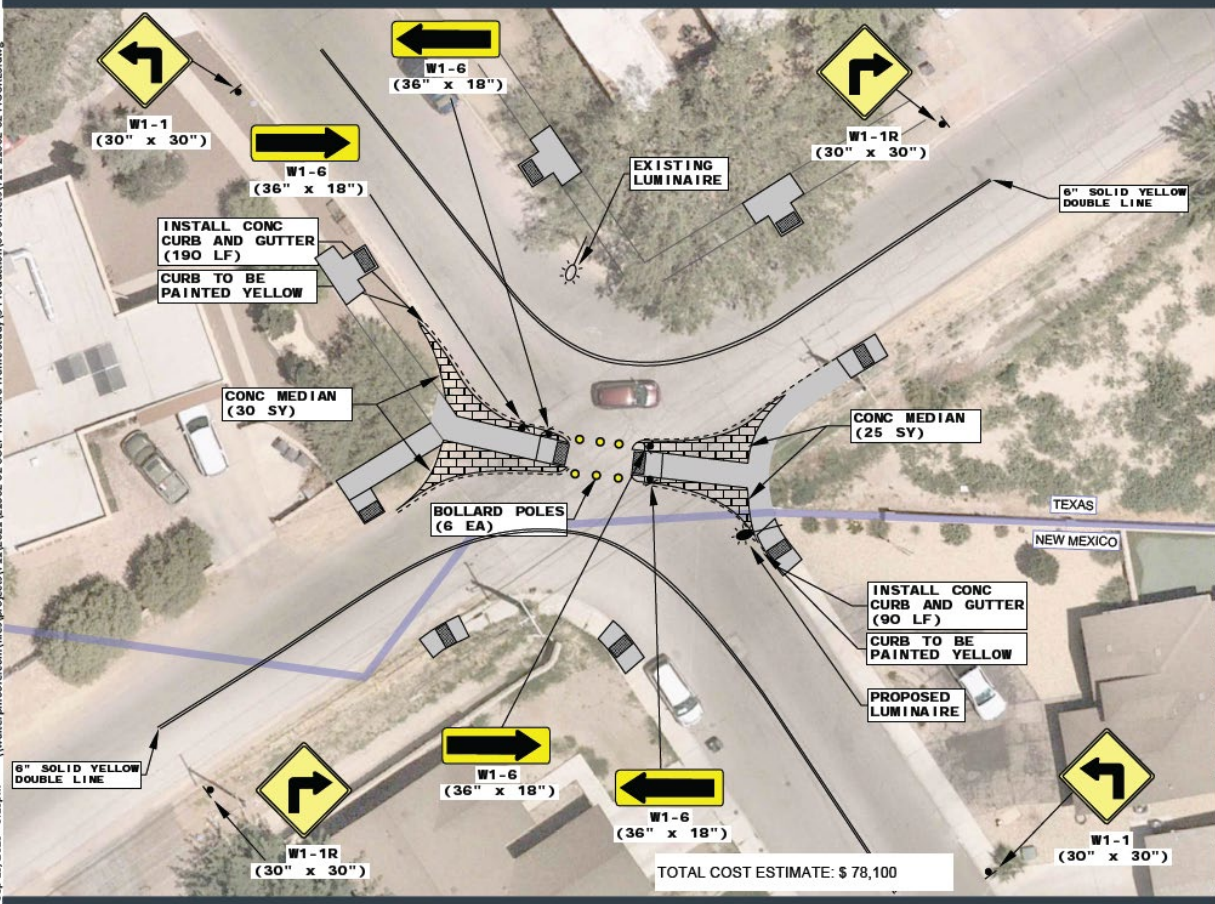 W1-6
(36" x 18")
W1-1
(30" x 30")
W1-1R
(30" x 30")
W1-6
(36" x 18")
EXISTING
LUMINAIRE
6" SOLID YELLOW
DOUBLE LINE
INSTALL CONC
CURB AND GUTTER
(190 LF)
CURB TO BE
PAINTED YELLOW
CONC MEDIAN
(30 SY)
CONC MEDIAN
(25 SY)
BOLLARD POLES
(6 EA)
TEXAS
NEW MEXICO
INSTALL CONC
CURB AND GUTTER
(90 LF)
CURB TO BE
PAINTED YELLOW
PROPOSED
LUMINAIRE
6" SOLID YELLOW
DOUBLE LINE
W1-6
(36" x 18")
W1-6
(36" x 18")
W1-1R
(30" x 30")
W1-1
(30" x 30")
TOTAL COST ESTIMATE: $ 78,100